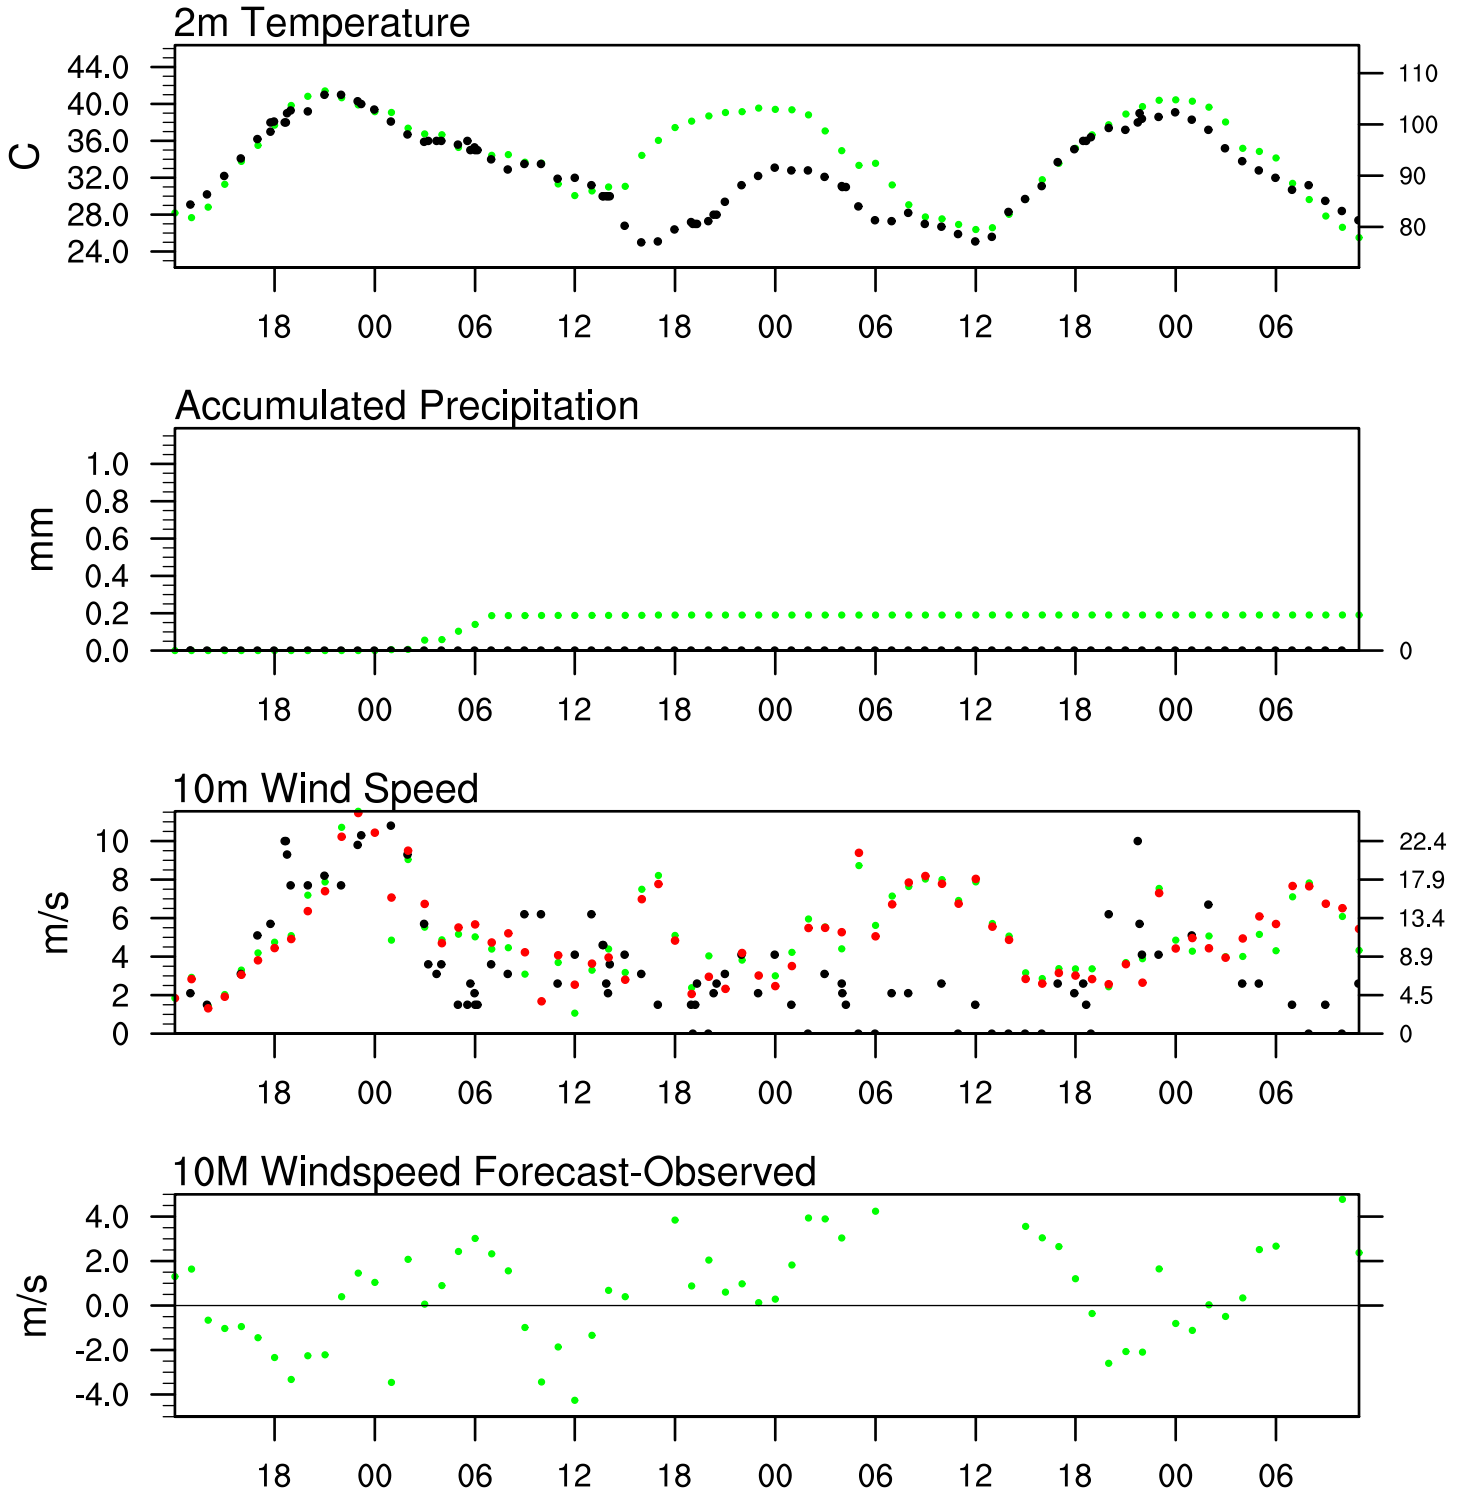 2m Temperature
44.0
40.0
36.0
32.0
28.0
24.0
C
110
100
90
80
18 00 06 12 18 00 06 12 18 00 06
Accumulated Precipitation
1.0
0.8
0.6
0.4
0.2
0.0
mm
0
18 00 06 12 18 00 06 12 18 00 06
10m Wind Speed
10
8
6
4
2
0
m/s
22.4
17.9
13.4
8.9
4.5
0
18 00 06 12 18 00 06 12 18 00 06
10M Windspeed Forecast-Observed
4.0
2.0
0.0
-2.0
-4.0
m/s
18 00 06 12 18 00 06 12 18 00 06